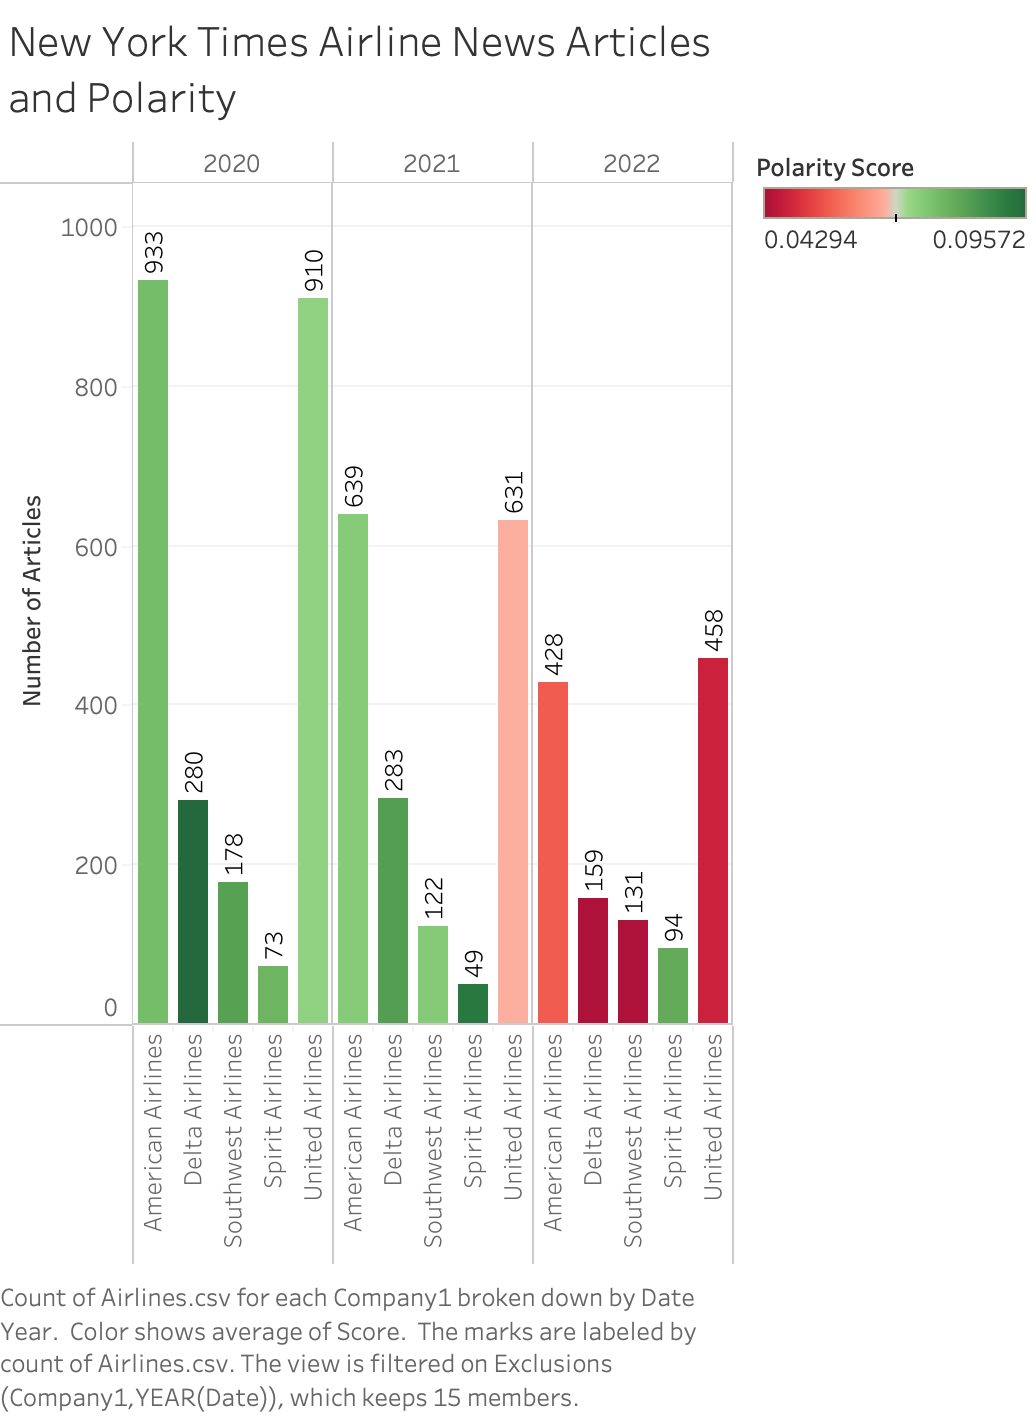 New York Times Airline News Articles
and Polarity
2020
2021
2022
Polarity Score
0.04294
0.09572
Number of Articles
1000
800
600
400
200
0
933
280
178
73
910
639
283
122
49
631
428
159
131
94
458
American Airlines
Delta Airlines
Southwest Airlines
Spirit Airlines
United Airlines
American Airlines
Delta Airlines
Southwest Airlines
Spirit Airlines
United Airlines
American Airlines
Delta Airlines
Southwest Airlines
Spirit Airlines
United Airlines
Count of Airlines.csv for each Company1 broken down by Date
Year.  Color shows average of Score.  The marks are labeled by
count of Airlines.csv. The view is filtered on Exclusions
(Company1,YEAR(Date)), which keeps 15 members.